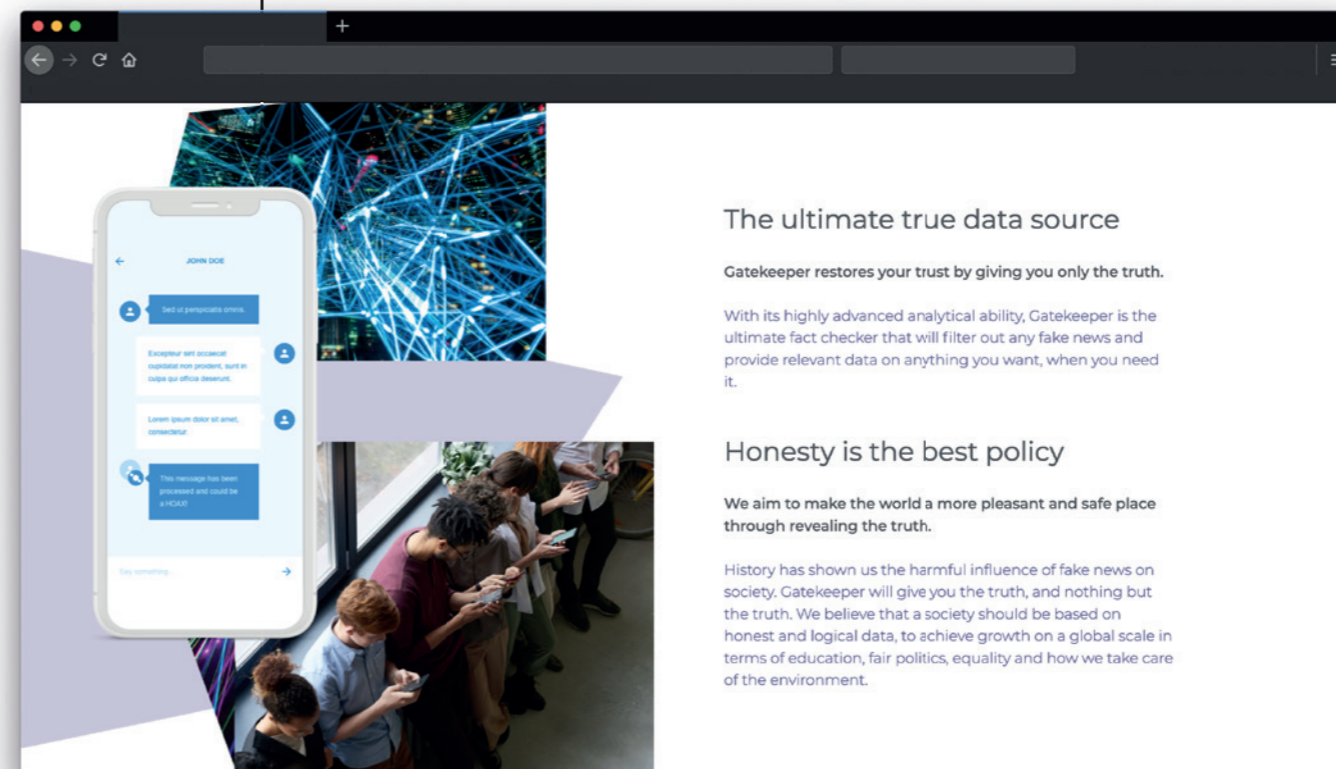 JOHN DOE
Sed ut perspiciatis omnis.
Excepteur sint occaecat
cupidatat non proident, sunt in
culpa qui officia deserunt.
Lorem ipsum dolor sit amet,
consectetur.
This message has been
processed and could be
a HOAX!
Say something...
The ultimate true data source
Gatekeeper restores your trust by giving you only the truth.
With its highly advanced analytical ability, Gatekeeper is the
ultimate fact checker that will filter out any fake news and
provide relevant data on anything you want, when you need
it.
Honesty is the best policy
We aim to make the world a more pleasant and safe place
through revealing the truth.
History has shown us the harmful influence of fake news on
society. Gatekeeper will give you the truth, and nothing but
the truth. We believe that a society should be based on
honest and logical data, to achieve growth on a global scale in
terms of education, fair politics, equality and how we take care
of the environment.